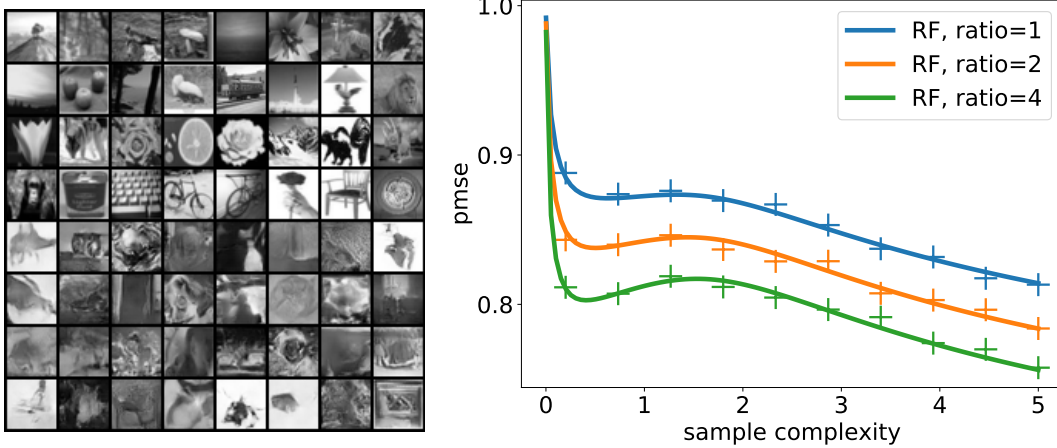 1.0
0.9
0.8
pmse
RF, ratio=1
RF, ratio=2
RF, ratio=4
0 1 2 3 4 5
sample complexity